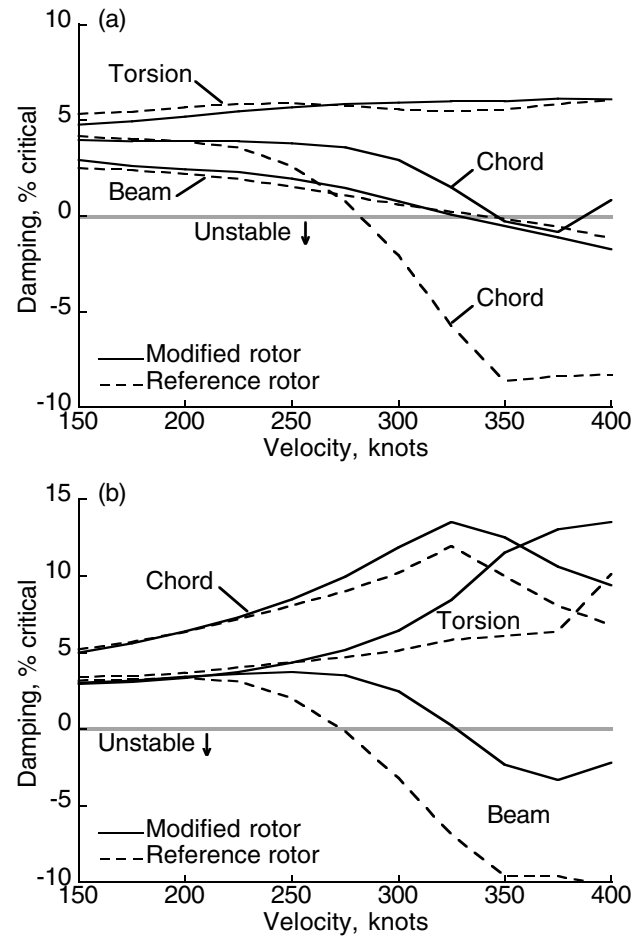 10
(a)
Torsion
5
Chord
Beam
0
Unstable
Damping, % critical
-5
Chord
Modified rotor
Reference rotor
-10
150 200 250 300 350 400
Velocity, knots
15
(b)
Chord
10
Torsion
5
0
Unstable
Damping, % critical
-5
Beam
Modified rotor
Reference rotor
-10
150 200 250 300 350 400
Velocity, knots